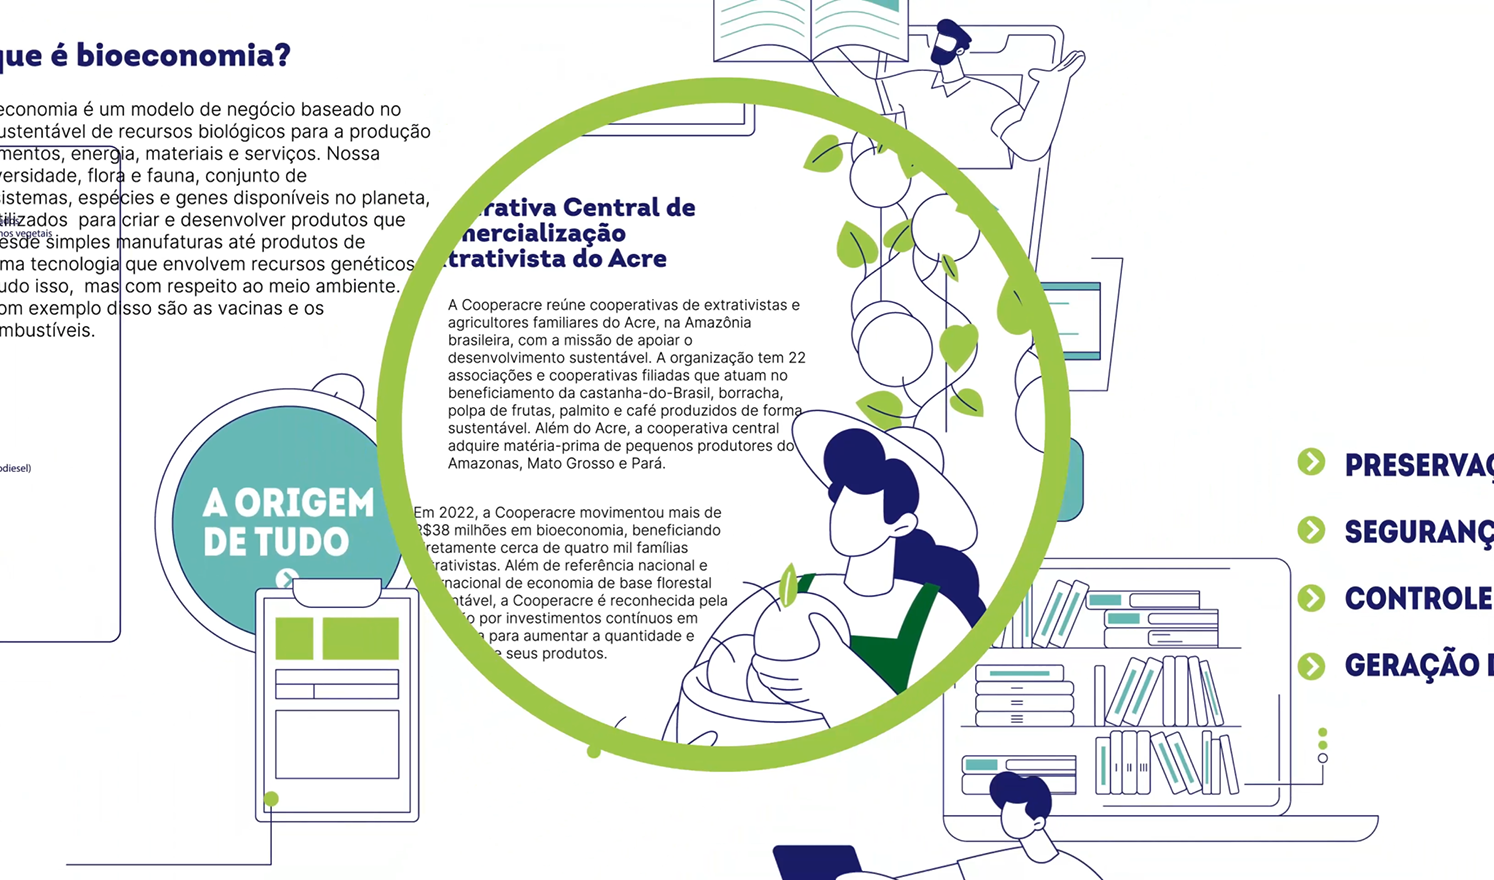 que é bioeconomia?
economia é um modelo de negócio baseado no
ustentável de recursos biológicos para a produção
mentos, energia, materiais e serviços. Nossa
versidade, flora e fauna, conjunto de
sistemas, espécies e genes disponíveis no planeta,
tilizados para criar e desenvolver produtos que
esde simples manufaturas até produtos de
ma tecnologia que envolvem recursos genéticos.
udo isso, mas com respeito ao meio ambiente.
om exemplo disso são as vacinas e os
mbustíveis.
nos vegetais
odiesel)
A ORIGEM
DE TUDO
rativa Central de
mercialização
trativista do Acre
A Cooperacre reúne cooperativas de extrativistas e
agricultores familiares do Acre, na Amazônia
brasileira, com a missão de apoiar o
desenvolvimento sustentável. A organização tem 22
associações e cooperativas filiadas que atuam no
beneficiamento da castanha-do-Brasil, borracha,
polpa de frutas, palmito e café produzidos de forma
sustentável. Além do Acre, a cooperativa central
adquire matéria-prima de pequenos produtores do
Amazonas, Mato Grosso e Pará.
Em 2022, a Cooperacre movimentou mais de
R$38 milhões em bioeconomia, beneficiando
retamente cerca de quatro mil famílias
rativistas. Além de referência nacional e
rnacional de economia de base florestal
ntável, a Cooperacre é reconhecida pela
o por investimentos contínuos em
a para aumentar a quantidade e
e seus produtos.
PRESERVAÇ
SEGURANÇ
CONTROLE
GERAÇÃO D